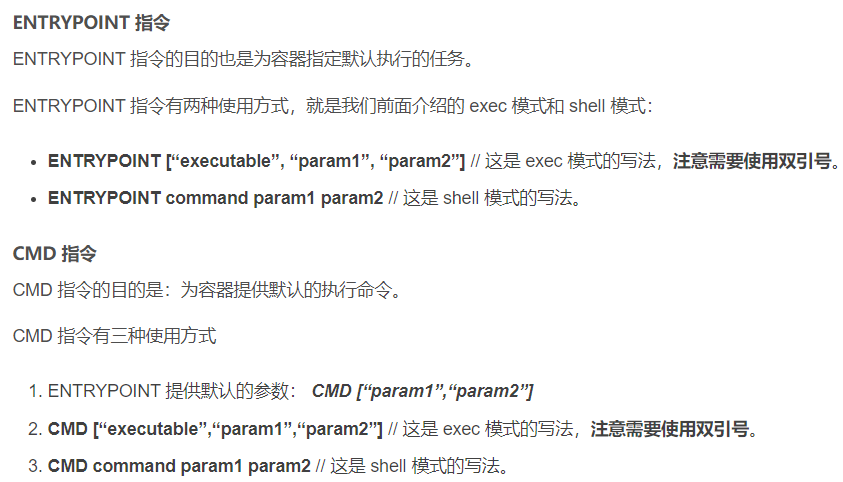 ENTRYPOINT 指令
ENTRYPOINT 指令的目的也是为容器指定默认执行的任务。
ENTRYPOINT 指令有两种使用方式，就是我们前面介绍的 exec 模式和 shell 模式：
• ENTRYPOINT [“executable”, “param1”, “param2”] // 这是 exec 模式的写法，注意需要使用双引号。
• ENTRYPOINT command param1 param2 // 这是 shell 模式的写法。
CMD 指令
CMD 指令的目的是：为容器提供默认的执行命令。
CMD 指令有三种使用方式
1. ENTRYPOINT 提供默认的参数： CMD [“param1”,“param2”]
2. CMD [“executable”,“param1”,“param2”] // 这是 exec 模式的写法，注意需要使用双引号。
3. CMD command param1 param2 // 这是 shell 模式的写法。